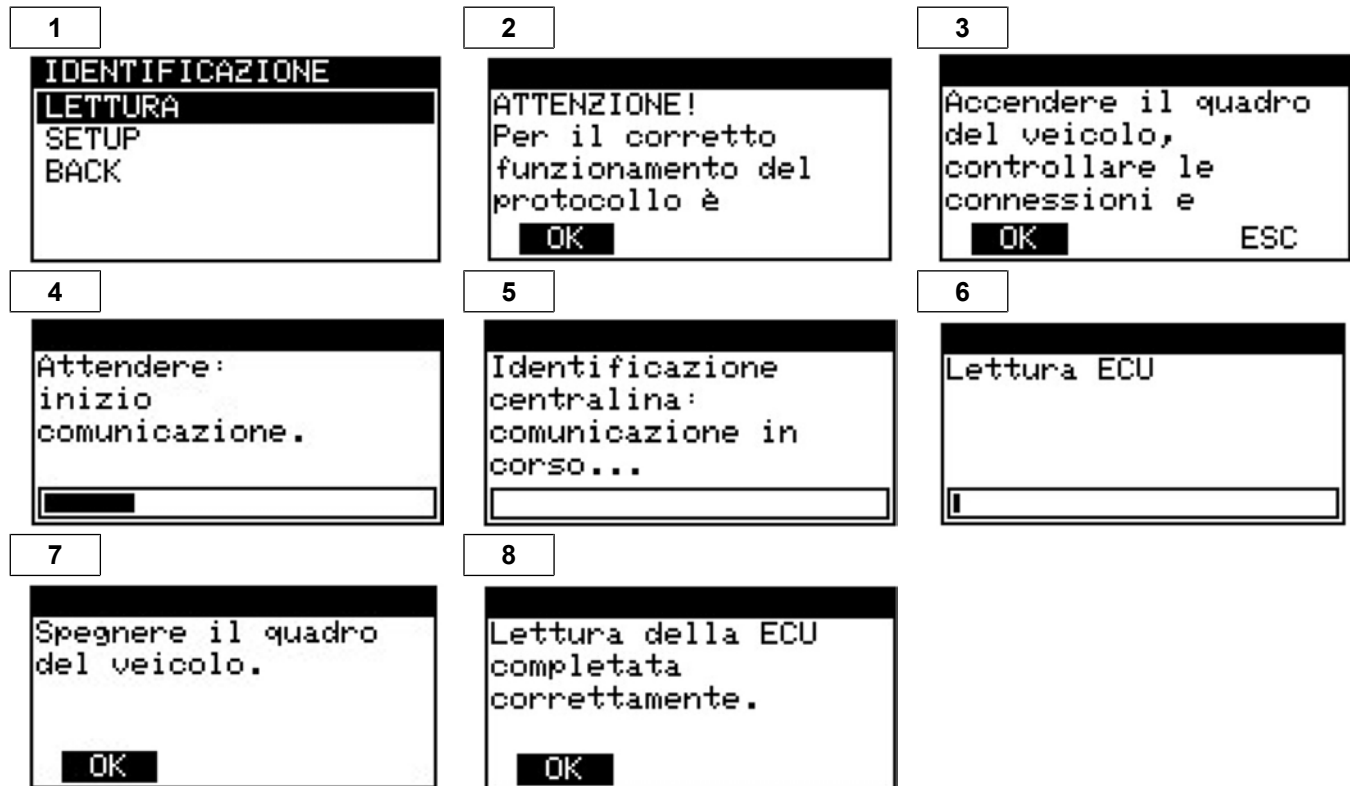 1
IDENTIFICAZIONE
LETTURA
SETUP
BACK
2
ATTENZIONE!
Per il corretto
funzionamento del
protocollo è
OK
3
Accendere il quadro
del veicolo,
controllare le
connessioni e
OK ESC
4
Attendere:
inizio
comunicazione.
5
Identificazione
centralina:
comunicazione in
corso...
6
Lettura ECU
7
Spegnere il quadro
del veicolo.
OK
8
Lettura della ECU
completata
correttamente.
OK